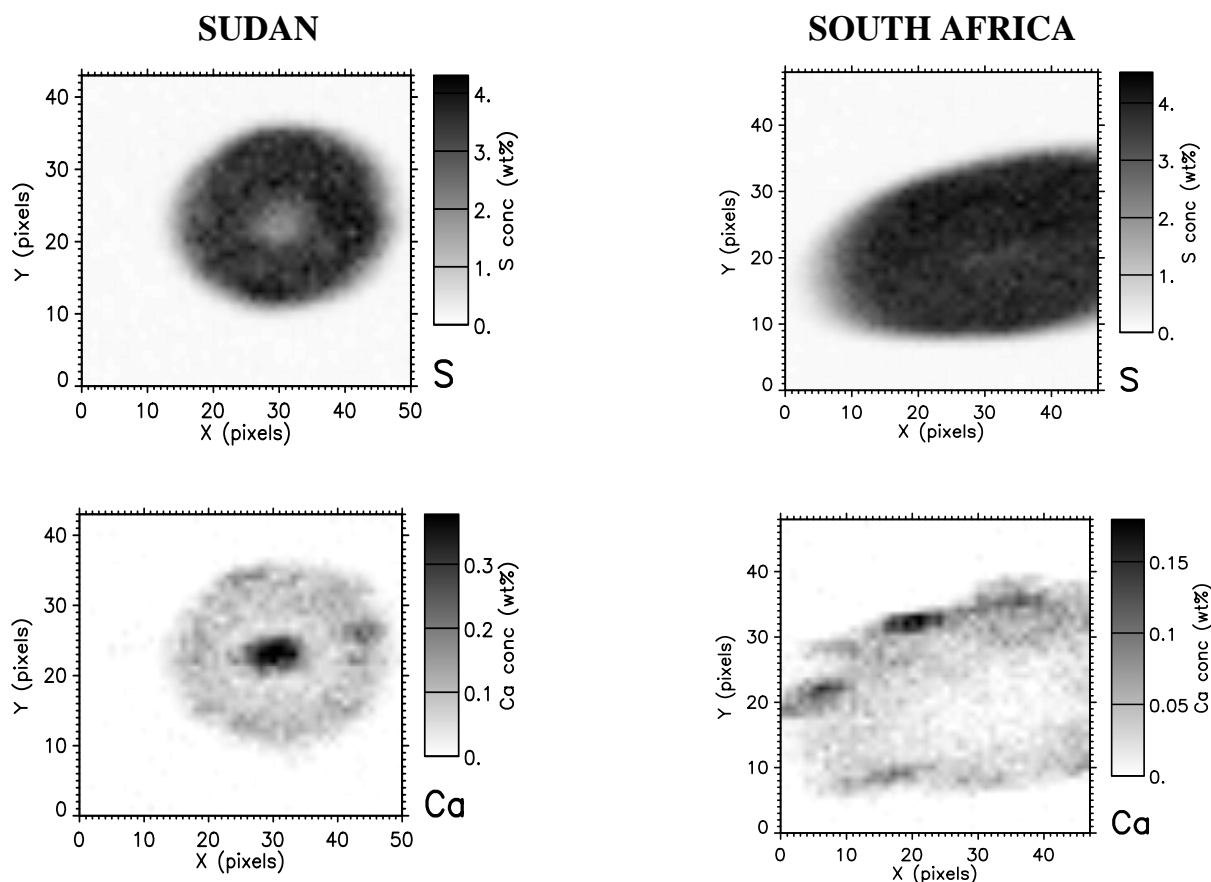 SUDAN
SOUTH AFRICA
40
30
20
10
0
Y (pixels)
0 10 20 30 40 50
X (pixels)
4.
3.
2.
1.
0.
S conc (wt%)
S
40
30
20
10
0
Y (pixels)
0 10 20 30 40
X (pixels)
4.
3.
2.
1.
0.
S conc (wt%)
S
40
30
20
10
0
Y (pixels)
0 10 20 30 40 50
X (pixels)
0.3
0.2
0.1
0.
Ca conc (wt%)
Ca
40
30
20
10
0
Y (pixels)
0 10 20 30 40
X (pixels)
0.15
0.1
0.05
0.
Ca conc (wt%)
Ca